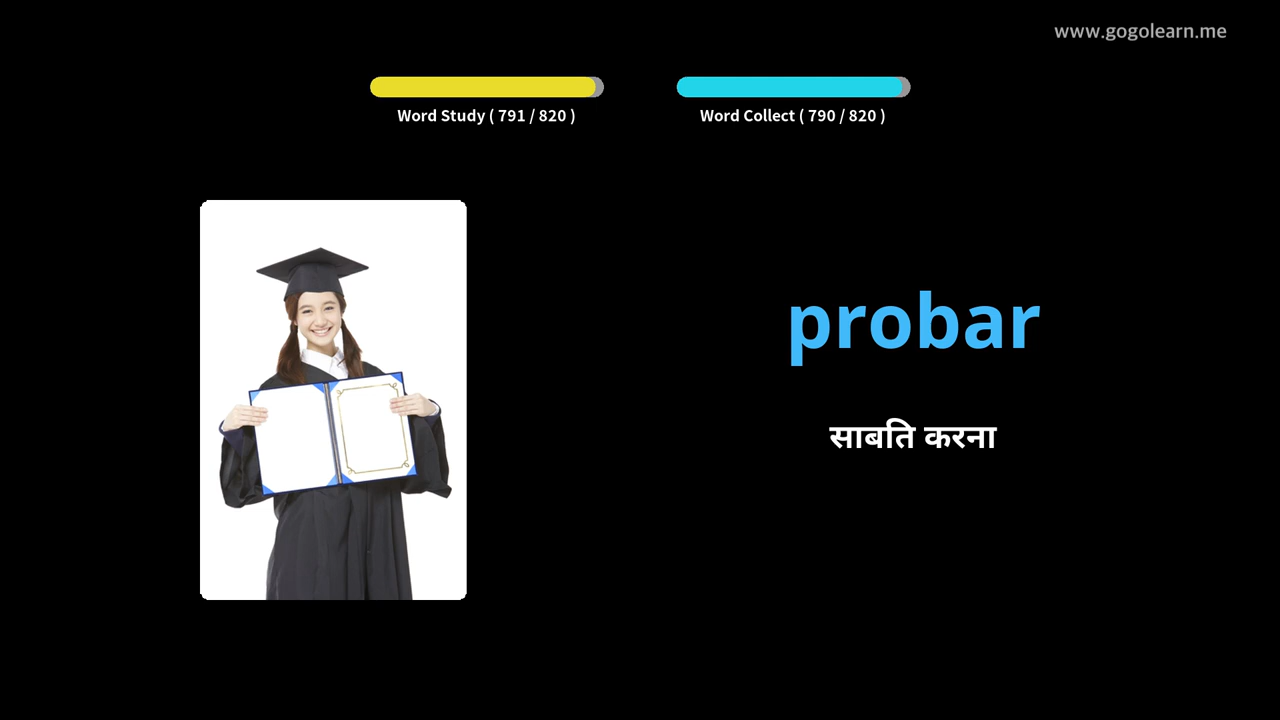 www.gogolearn.me
Word Study ( 791 / 820 )
Word Collect ( 790 / 820 )
probar
साबति करना